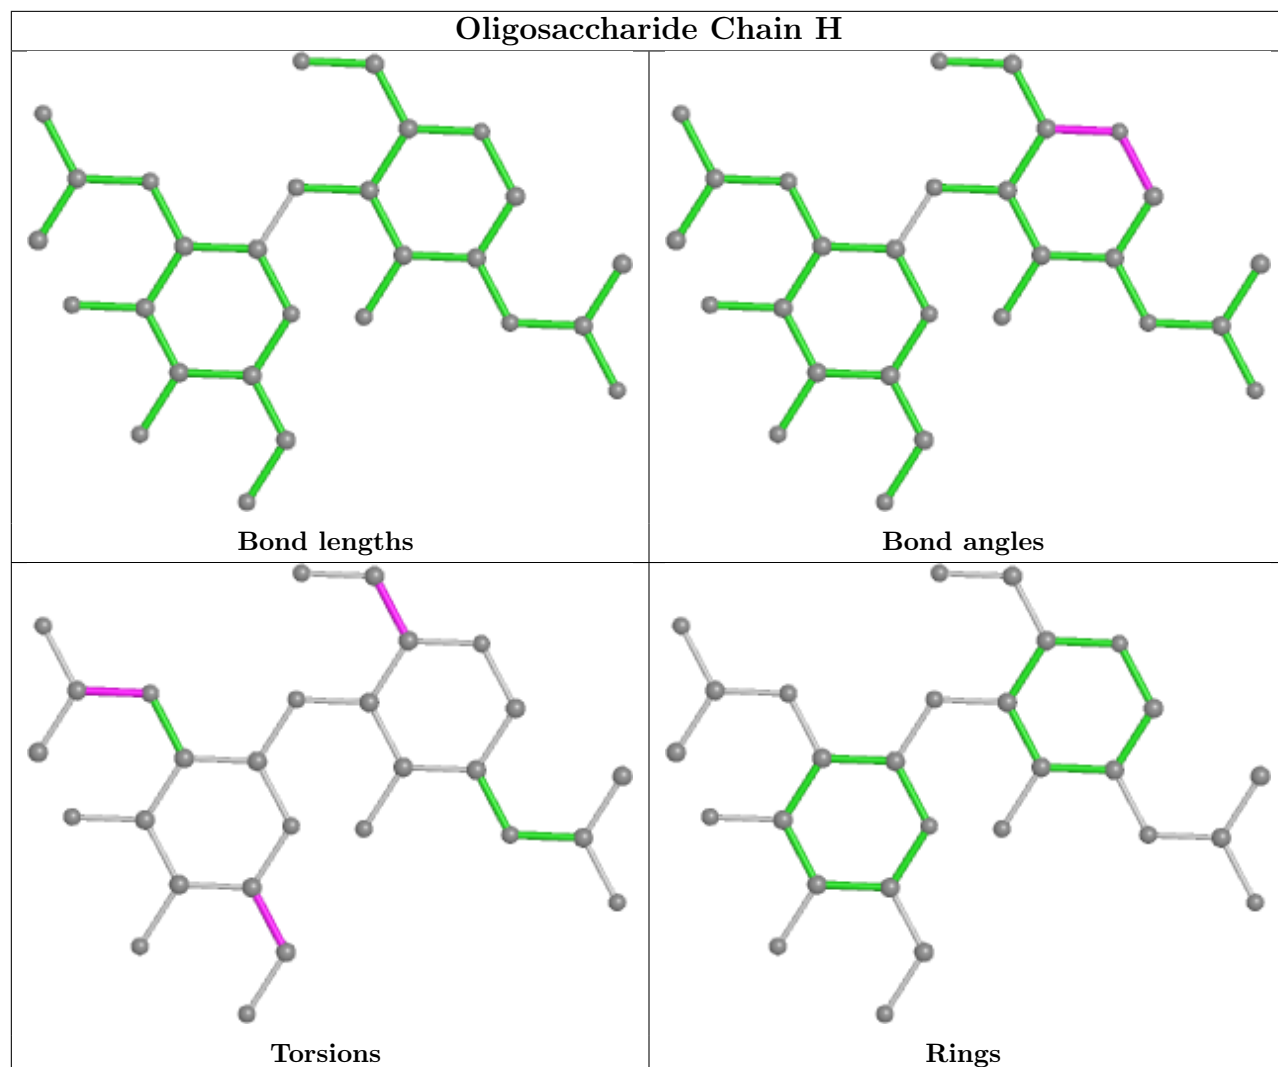 Oligosaccharide Chain H
Bond lengths
Bond angles
Torsions
Rings